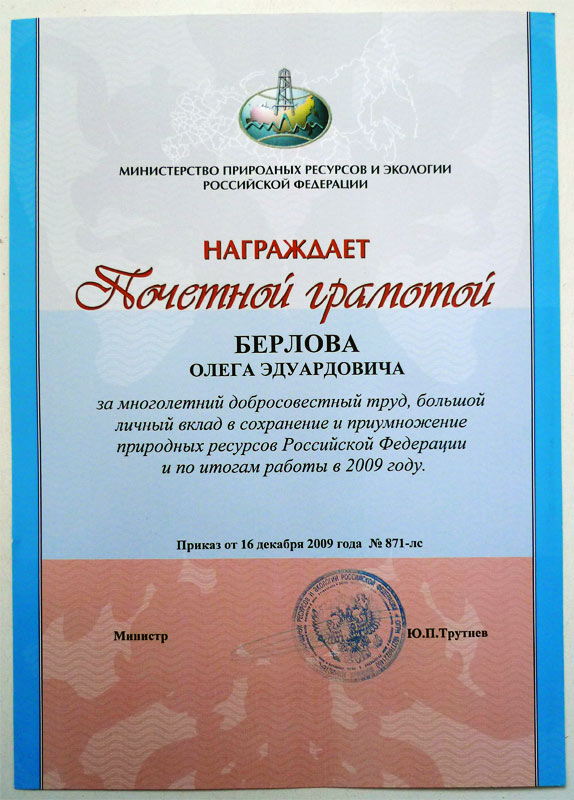 МИНИСТЕРСТВО ПРИРОДНЫХ РЕСУРСОВ И ЭКОЛОГИИ
РОССИЙСКОЙ ФЕДЕРАЦИИ
НАГРАЖДАЕТ
Почетной грамотой
БЕРЛОВА
ОЛЕГА ЭДУАРДОВИЧА
за многолетний добросовестный труд, большой
личный вклад в сохранение и приумножение
природных ресурсов Российской Федерации
и по итогам работы в 2009 году.
Приказ от 16 декабря 2009 года № 871-лс
Министр
Ю.П.Трутнев